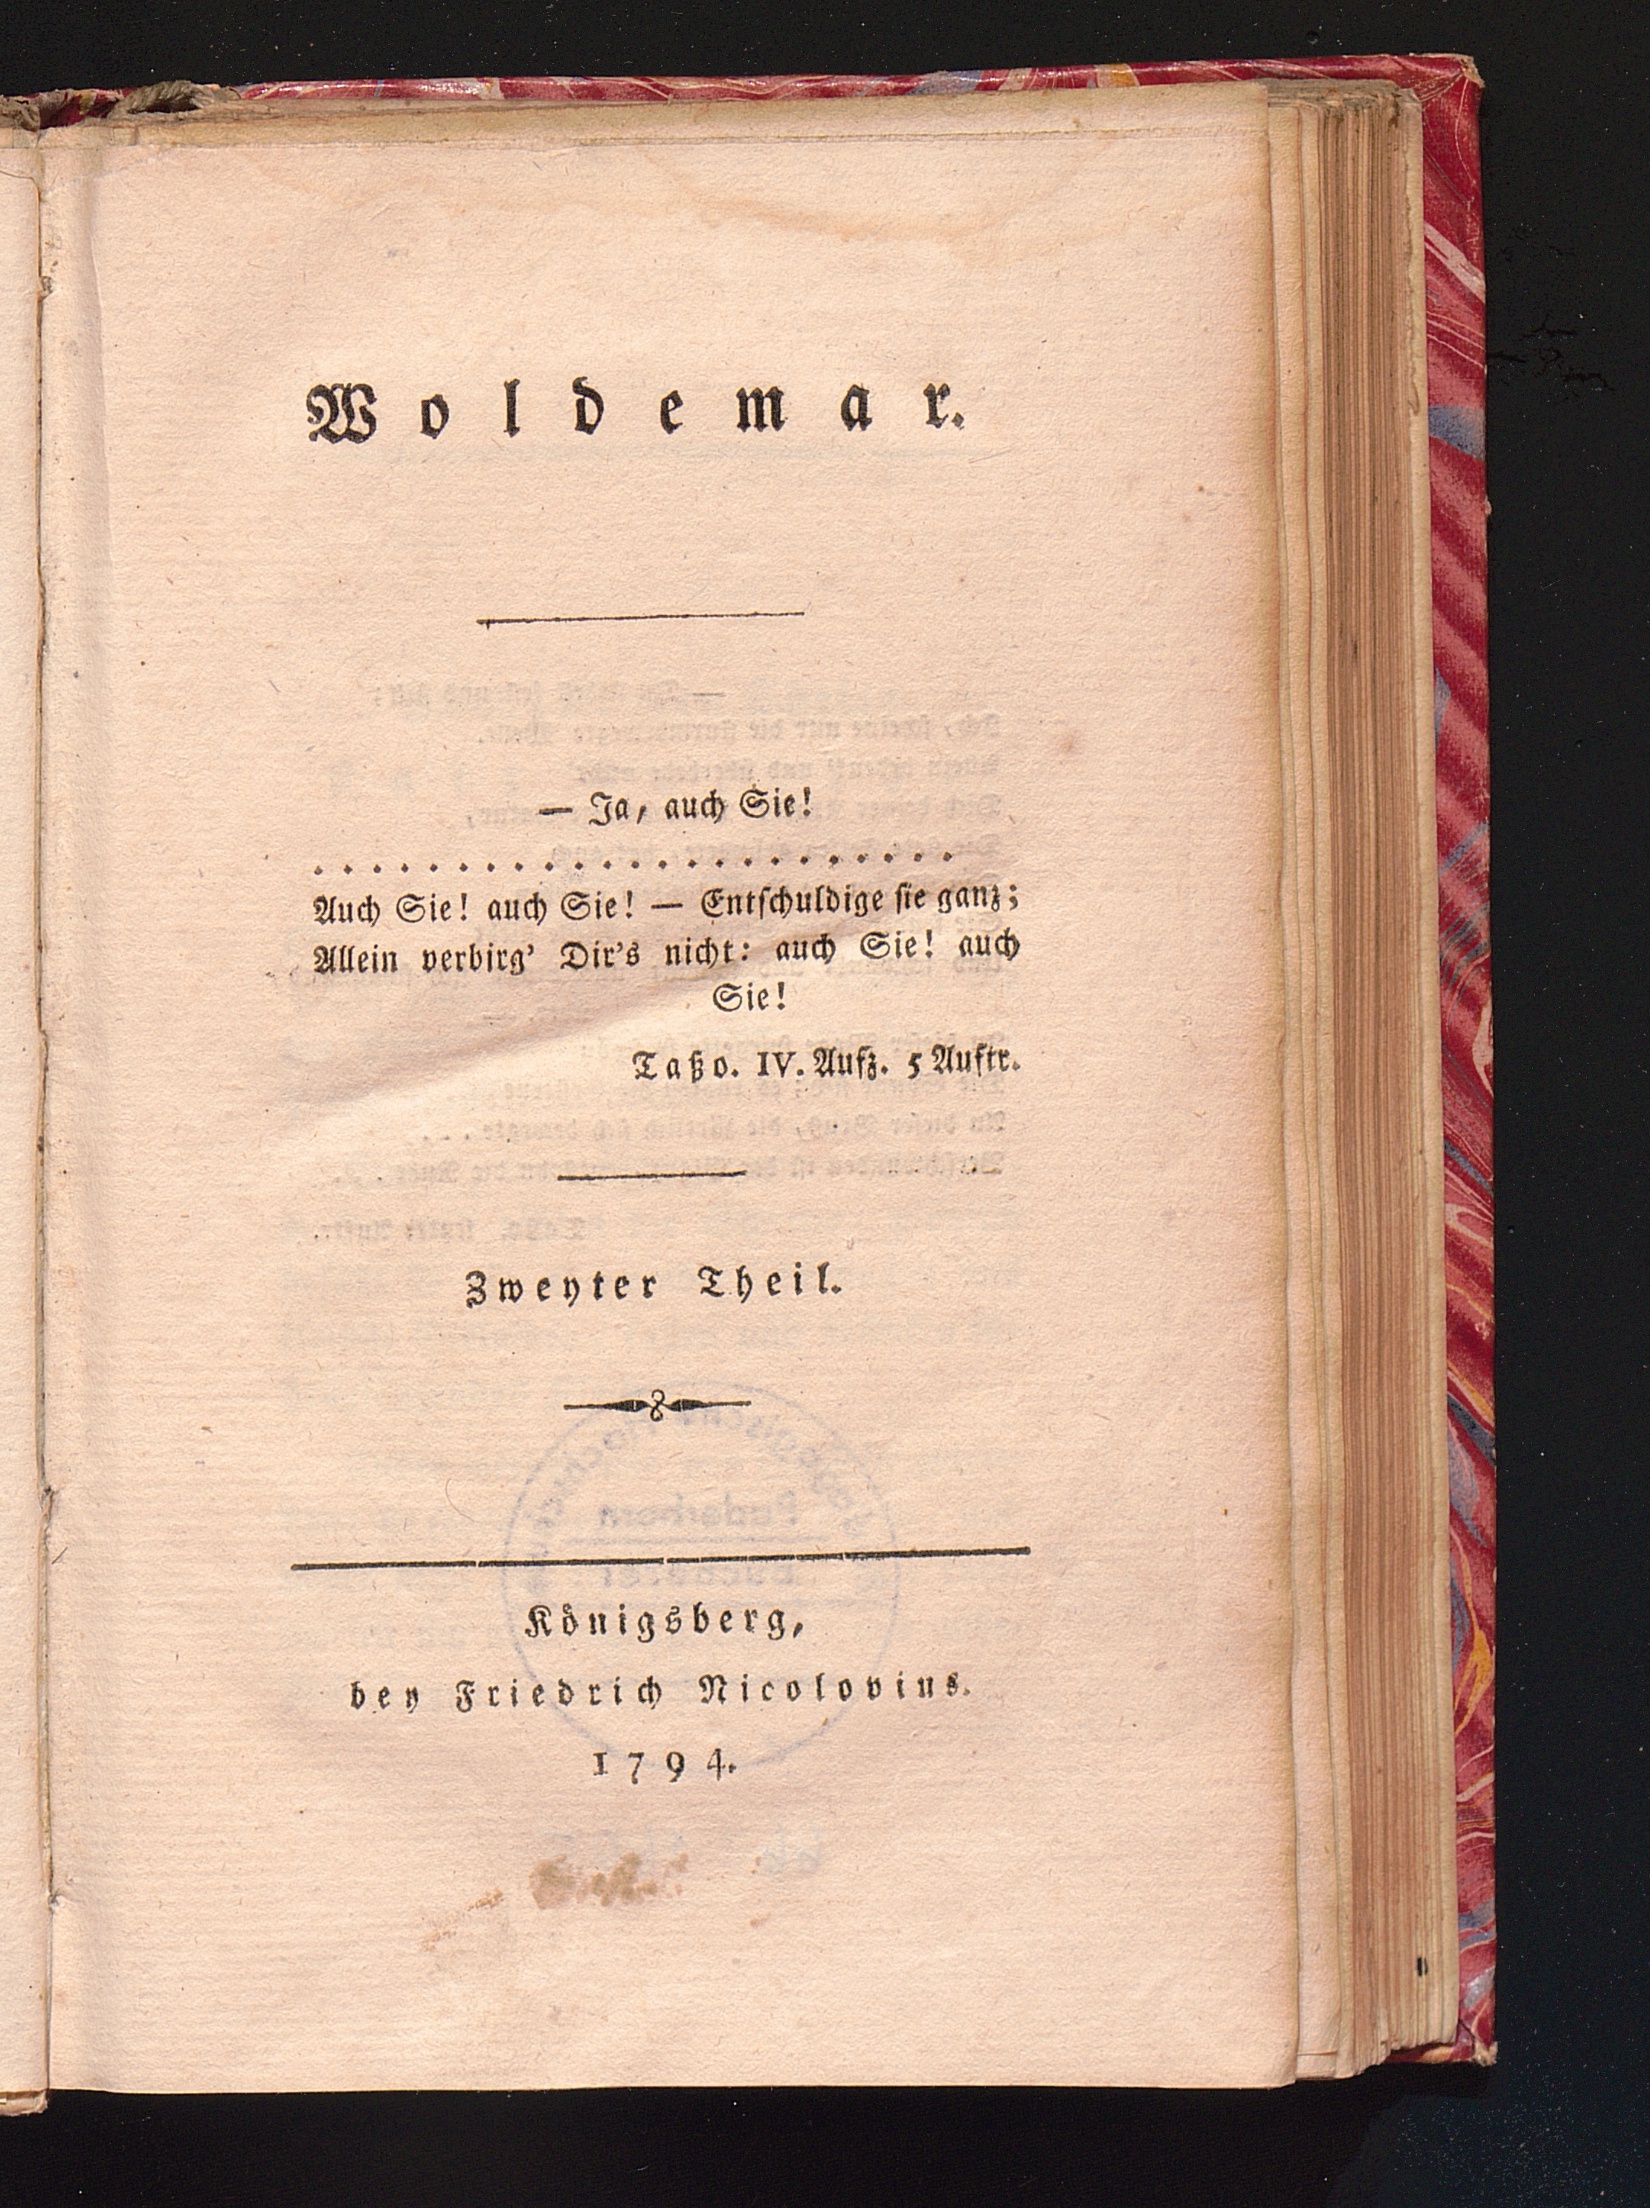 Woldemar.
— Ja, auch Sie!
. . . . . . . . . . . . . . . . . . . . . . .
Auch Sie! auch Sie! — Entschuldige sie ganz;
Allein verbirg' Dir's nicht: auch Sie! auch
Sie!
Taßo. IV. Aufz. 5 Auftr.
Zweyter Theil.
Königsberg,
bey Friedrich Nicolovius.
1794.